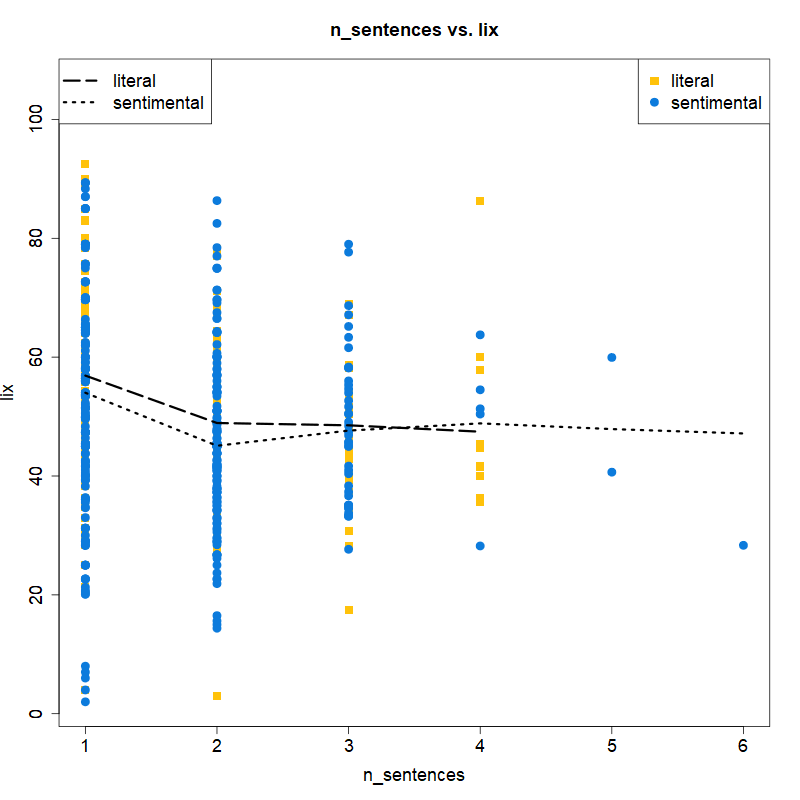 n_sentences vs. lix
literal
sentimental
literal
sentimental
100
80
60
40
20
0
lix
1 2 3 4 5 6
n_sentences